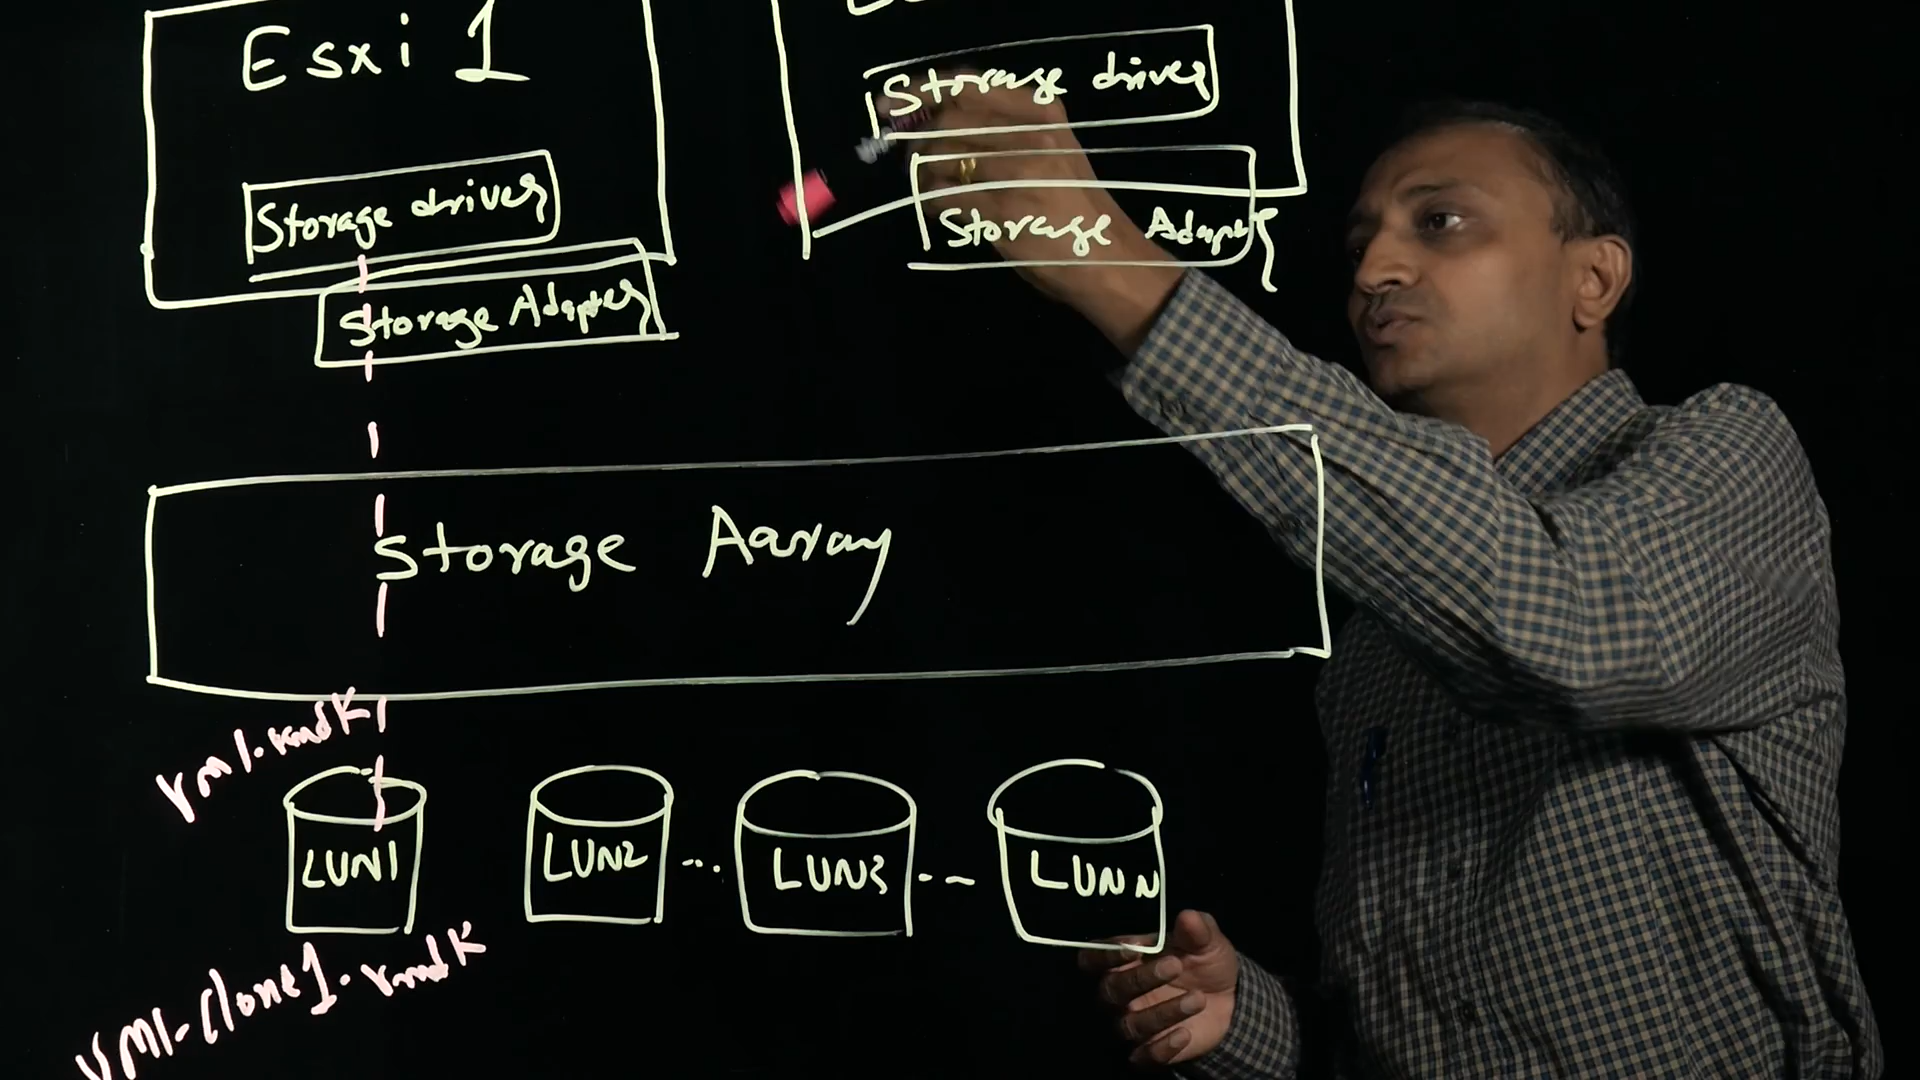 Esxi 1
Storage driver
Storage Adapter
Storage driver
Storage Adapter
Storage Aaray
vm1.vmdk
LUN1
LUN2 ...
LUN3 ...
LUN N
VM1-clone1.vmdk